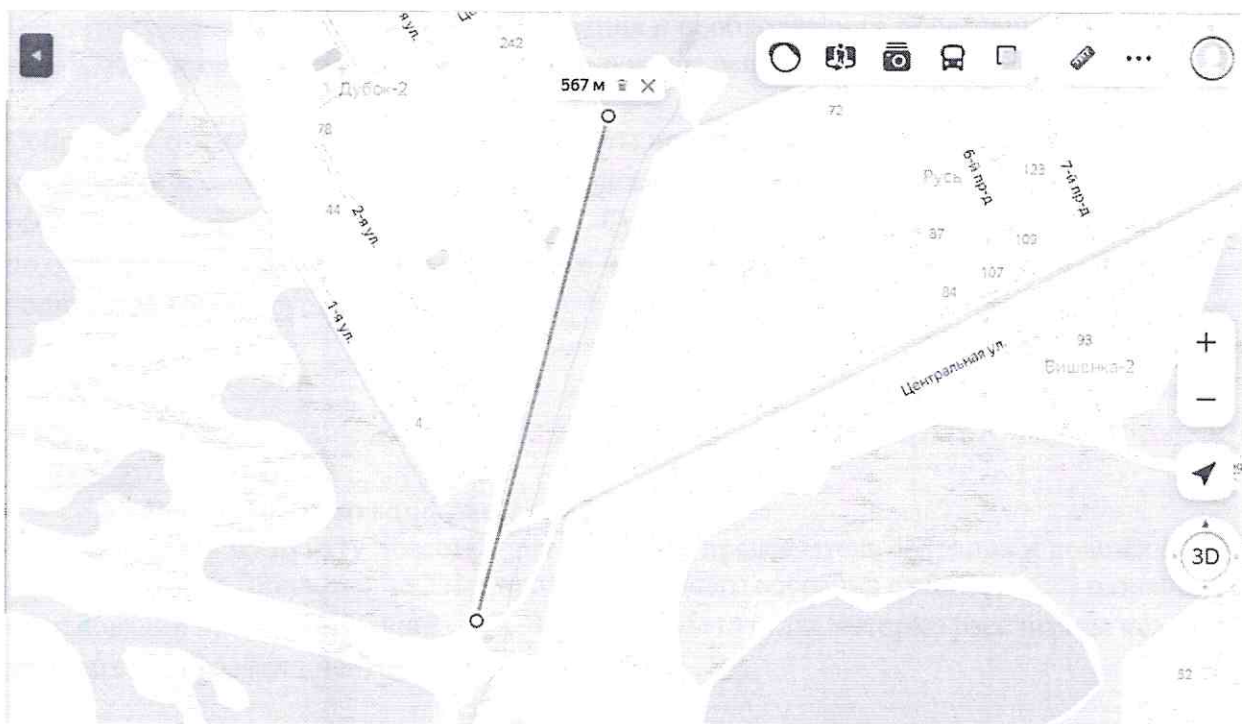 242
Дубок-2
567 м
78
72
6-й пр-д
7-й пр-д
Русь
123
44
2-я ул.
87
109
107
84
1-я ул.
93
Центральная ул.
Вишенка-2
4
3D
52